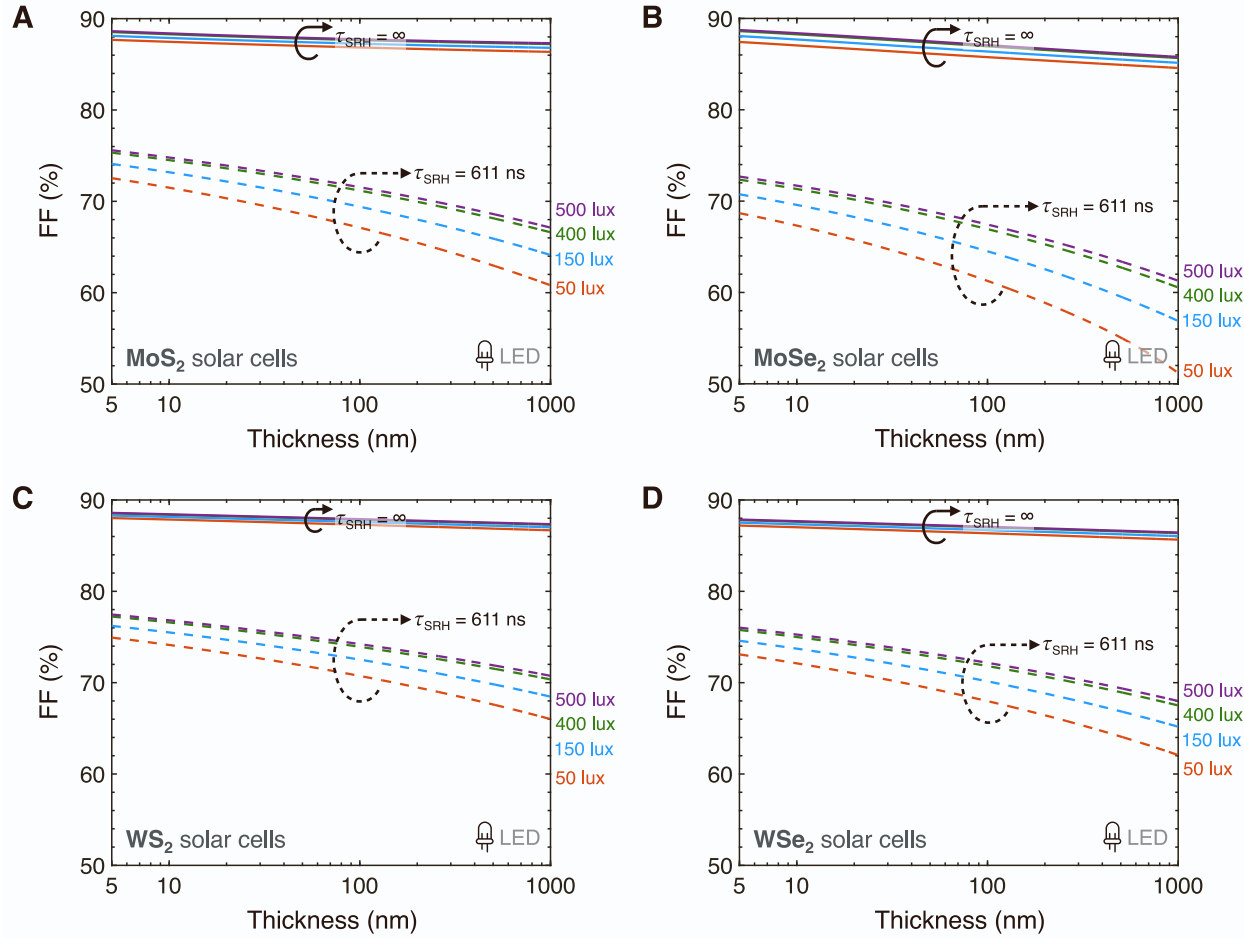 A
90
80
70
60
50
FF (%)
τSRH = ∞
τSRH = 611 ns
500 lux
400 lux
150 lux
50 lux
MoS₂ solar cells
LED
5
10
100
1000
Thickness (nm)
B
90
80
70
60
50
FF (%)
τSRH = ∞
τSRH = 611 ns
500 lux
400 lux
150 lux
50 lux
MoSe₂ solar cells
LED
5
10
100
1000
Thickness (nm)
C
90
80
70
60
50
FF (%)
τSRH = ∞
τSRH = 611 ns
500 lux
400 lux
150 lux
50 lux
WS₂ solar cells
LED
5
10
100
1000
Thickness (nm)
D
90
80
70
60
50
FF (%)
τSRH = ∞
τSRH = 611 ns
500 lux
400 lux
150 lux
50 lux
WSe₂ solar cells
LED
5
10
100
1000
Thickness (nm)